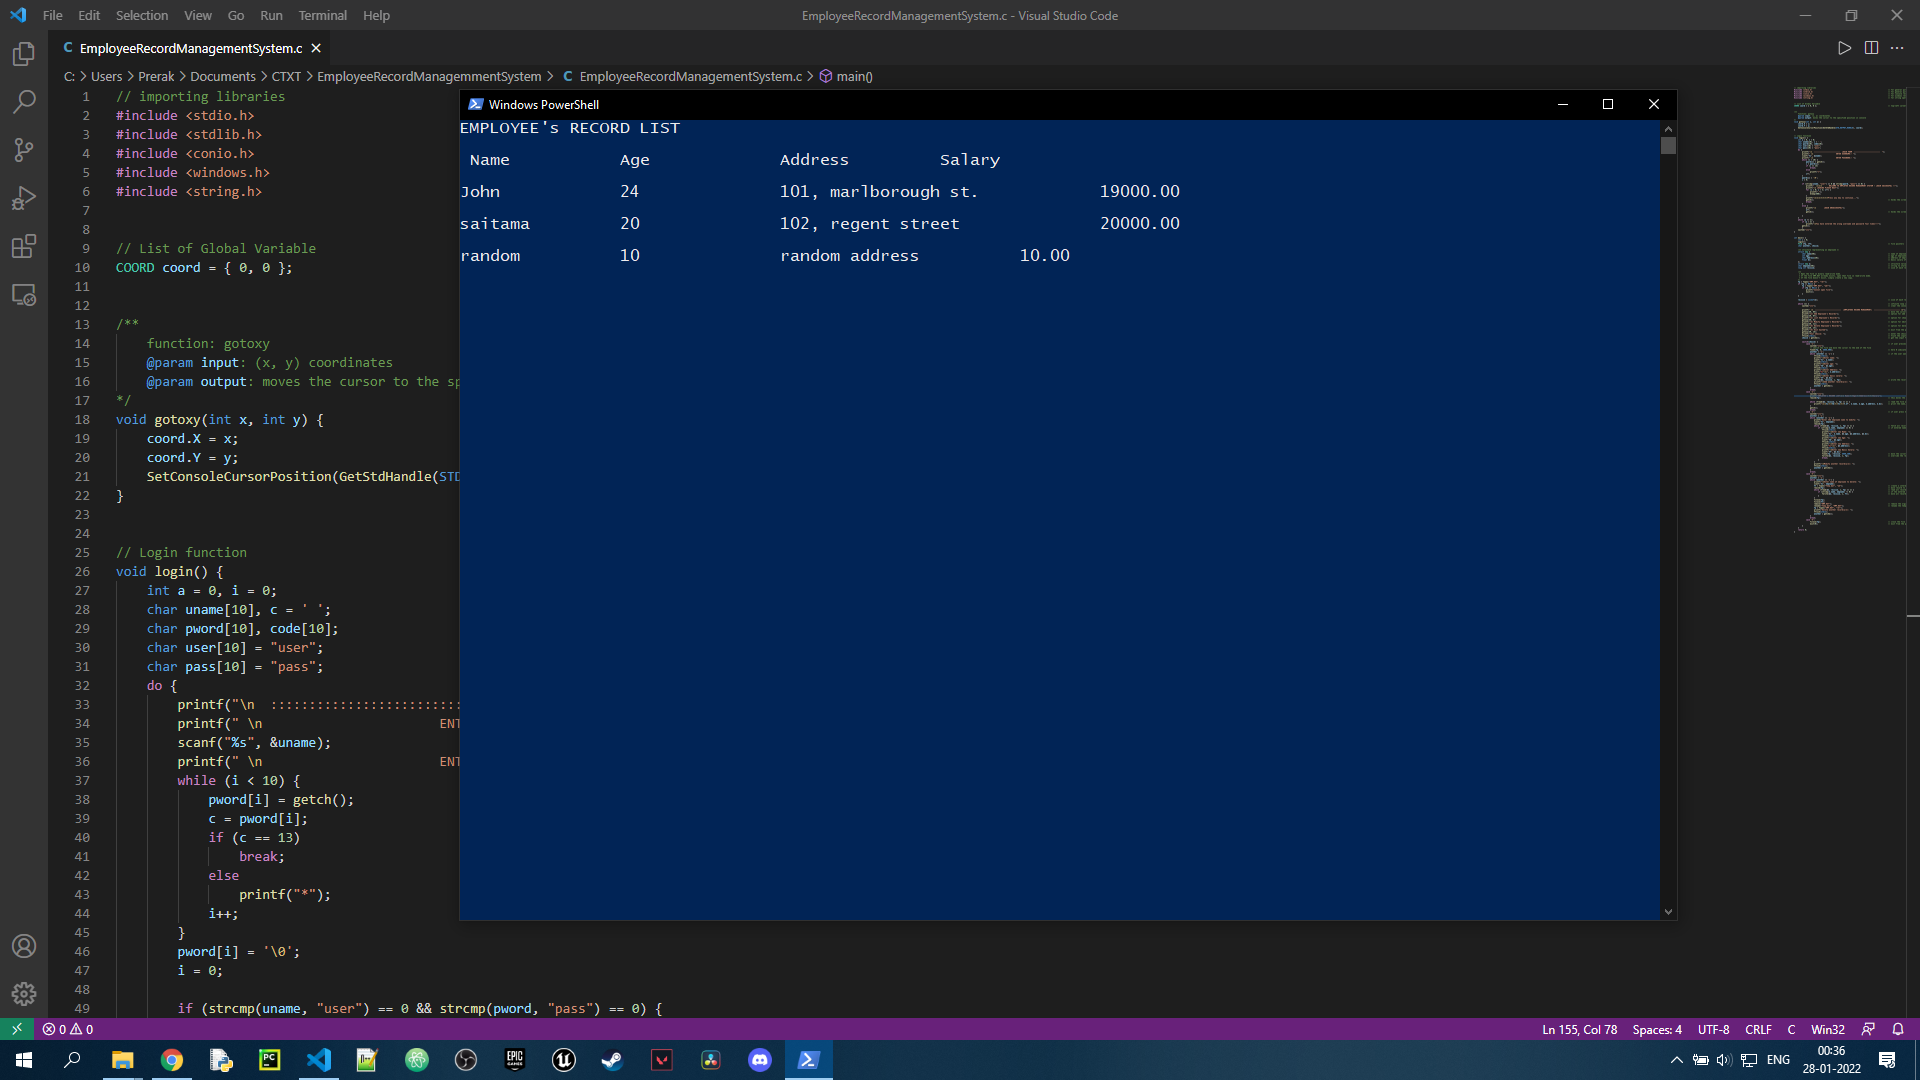 File Edit Selection View Go Run Terminal Help
EmployeeRecordManagementSystem.c - Visual Studio Code
C EmployeeRecordManagementSystem.c
C: > Users > Prerak > Documents > CTXT > EmployeeRecordManagemmentSystem > C EmployeeRecordManagementSystem.c > main()
1 // importing libraries
2 #include <stdio.h>
3 #include <stdlib.h>
4 #include <conio.h>
5 #include <windows.h>
6 #include <string.h>
7
8
9 // List of Global Variable
10 COORD coord = { 0, 0 };
11
12
13 /**
14 function: gotoxy
15 @param input: (x, y) coordinates
16 @param output: moves the cursor to the sp
17 */
18 void gotoxy(int x, int y) {
19 coord.X = x;
20 coord.Y = y;
21 SetConsoleCursorPosition(GetStdHandle(STD
22 }
23
24
25 // Login function
26 void login() {
27 int a = 0, i = 0;
28 char uname[10], c = ' ';
29 char pword[10], code[10];
30 char user[10] = "user";
31 char pass[10] = "pass";
32 do {
33 printf("\n :::::::::::::::::::::::::
34 printf(" \n ENT
35 scanf("%s", &uname);
36 printf(" \n ENT
37 while (i < 10) {
38 pword[i] = getch();
39 c = pword[i];
40 if (c == 13)
41 break;
42 else
43 printf("*");
44 i++;
45 }
46 pword[i] = '\0';
47 i = 0;
48
49 if (strcmp(uname, "user") == 0 && strcmp(pword, "pass") == 0) {
Windows PowerShell
EMPLOYEE's RECORD LIST
Name Age Address Salary
John 24 101, marlborough st. 19000.00
saitama 20 102, regent street 20000.00
random 10 random address 10.00
0 0
Ln 155, Col 78 Spaces: 4 UTF-8 CRLF C Win32
PC
EPIC GAMES
ENG
00:36
28-01-2022